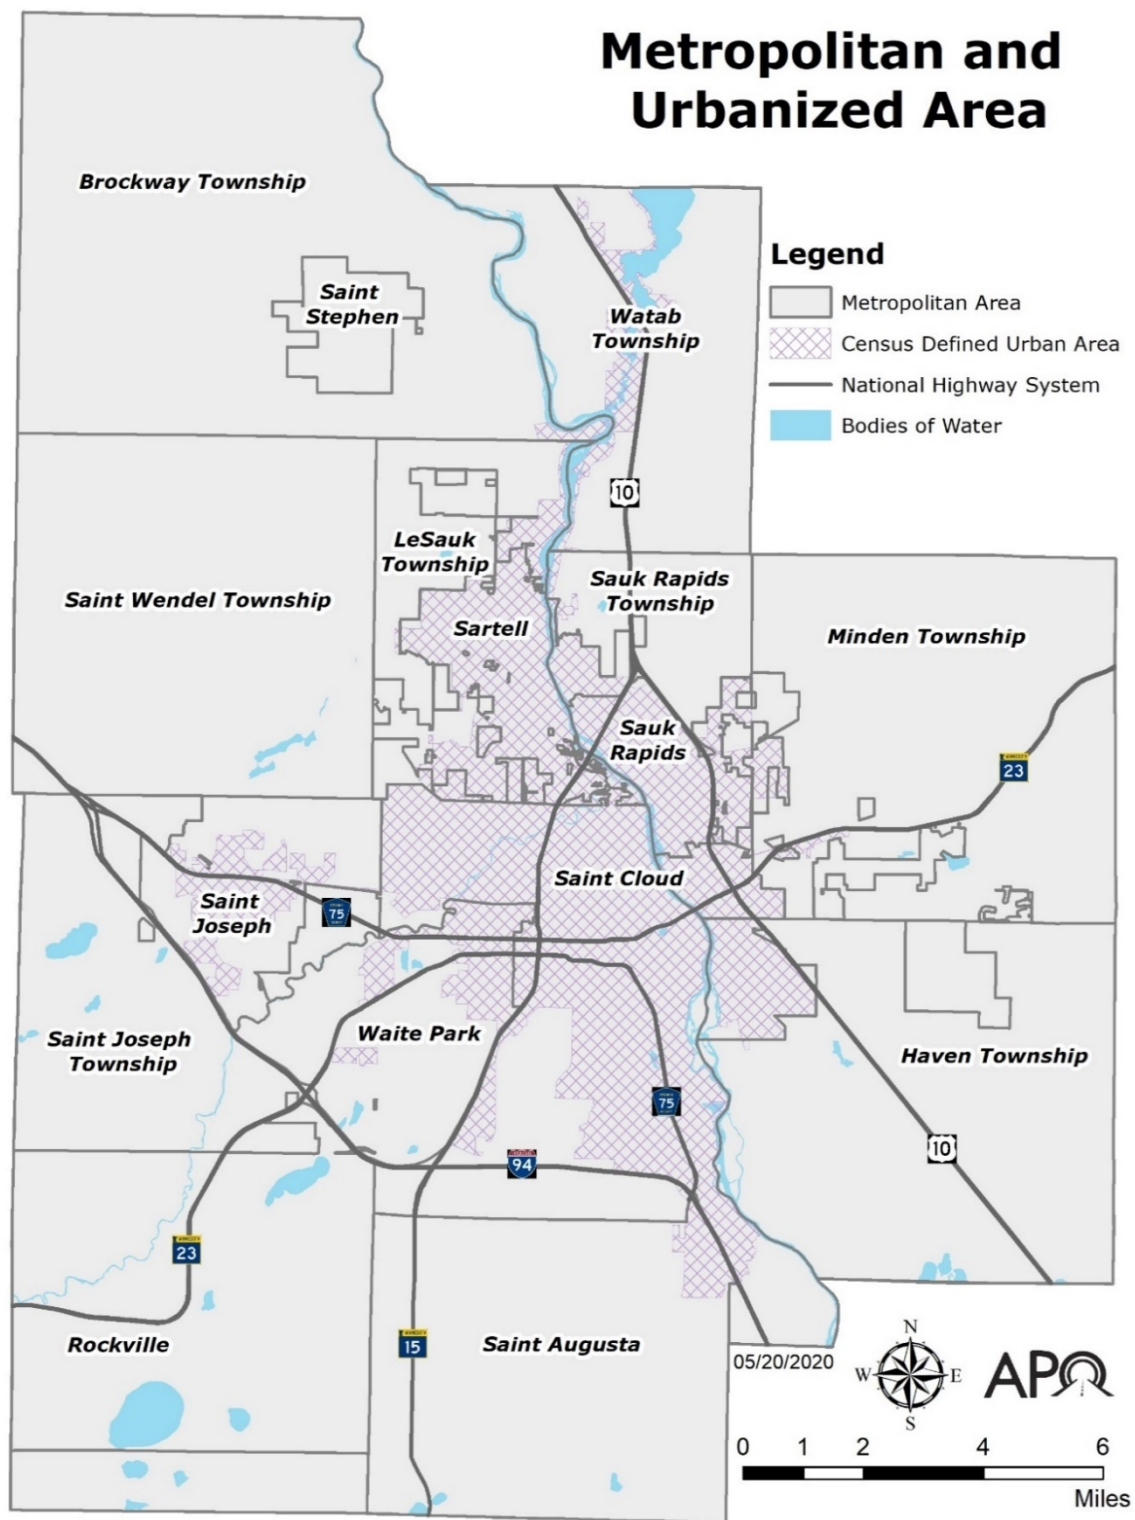 Metropolitan and
Urbanized Area
Brockway Township
Saint
Stephen
Watab
Township
Legend
Metropolitan Area
Census Defined Urban Area
National Highway System
Bodies of Water
10
LeSauk
Township
Sauk Rapids
Township
Saint Wendel Township
Sartell
Minden Township
Sauk
Rapids
23
Saint Cloud
Saint
Joseph
75
Saint Joseph
Township
Waite Park
Haven Township
75
10
94
23
Rockville
15
Saint Augusta
05/20/2020
N
W
E
S
APO
0 1 2 4 6
Miles